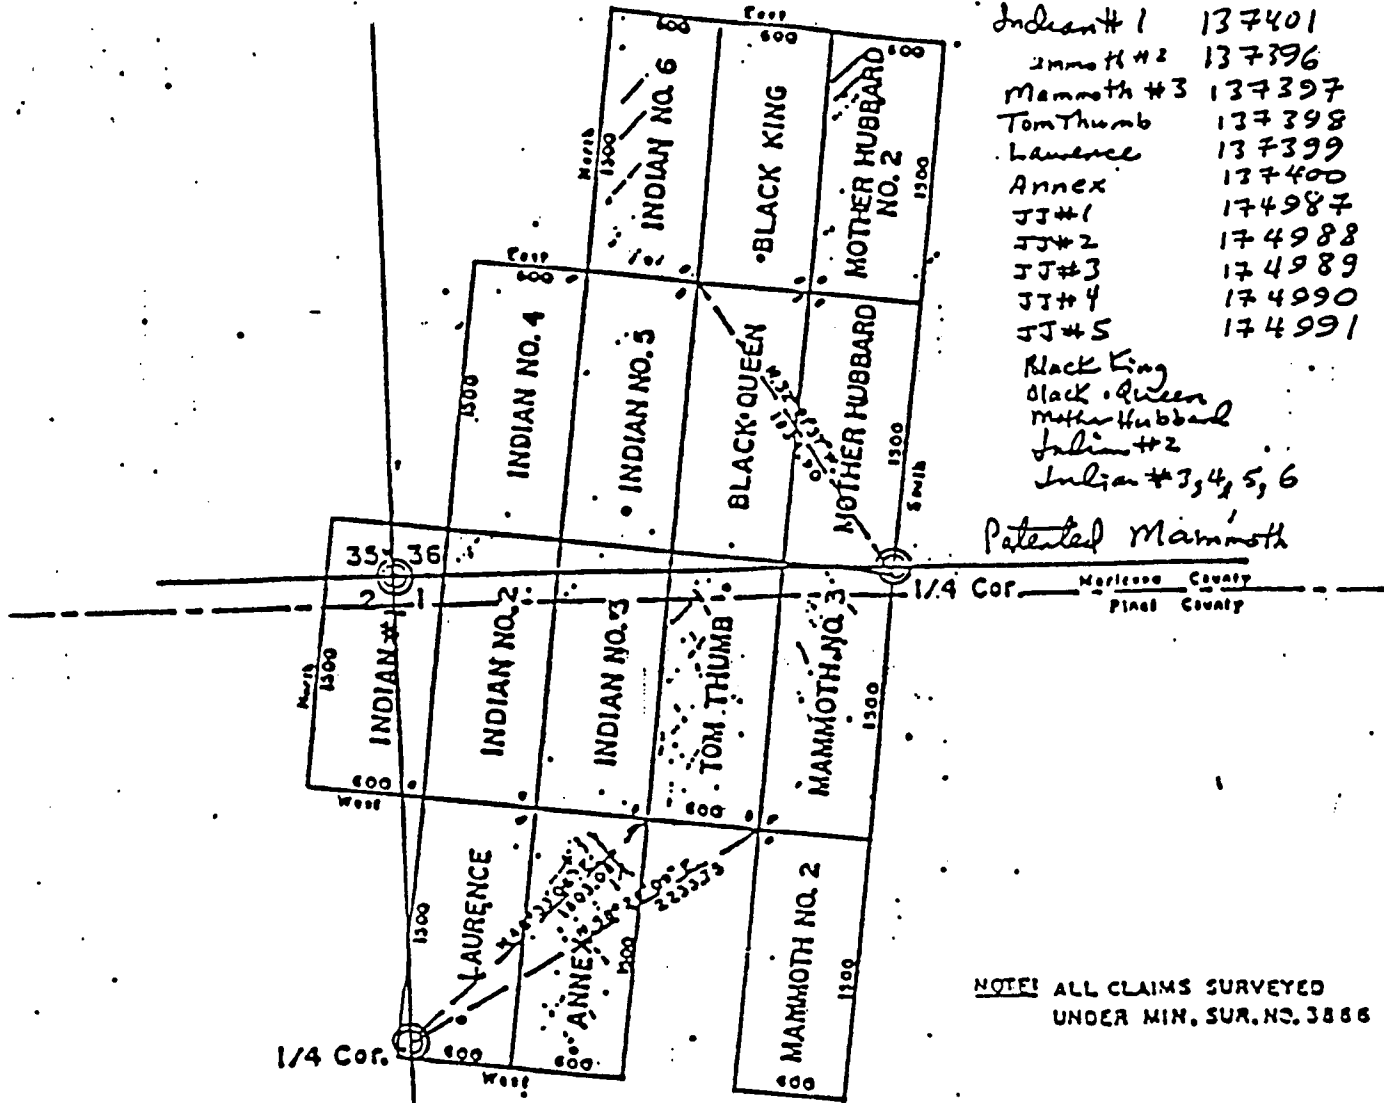 East
600
600
600
INDIAN NO. 6
BLACK KING
MOTHER HUBBARD
NO. 2
North
1500
1500
East
600
INDIAN NO. 4
INDIAN NO. 5
BLACK QUEEN
MOTHER HUBBARD
1500
1500
South
35 36
2 1
1/4 Cor.
Maricopa County
Pinal County
INDIAN #1
INDIAN NO. 2
INDIAN NO. 3
TOM THUMB
MAMMOTH NO. 3
North
1500
1500
600
West
600
LAURENCE
ANNEX
MAMMOTH NO. 2
1500
1500
1500
1/4 Cor.
600
West
600
600
Indian #1 137401
ammoth #2 137396
Mammoth #3 137397
Tom Thumb 137398
Laurence 137399
Annex 137400
JJ#1 174987
JJ#2 174988
JJ#3 174989
JJ#4 174990
JJ#5 174991
Black King
Black Queen
Mother Hubbard
Indian #2
Indian #3, 4, 5, 6
Patented Mammoth
NOTE: ALL CLAIMS SURVEYED
UNDER MIN. SUR. NO. 3866